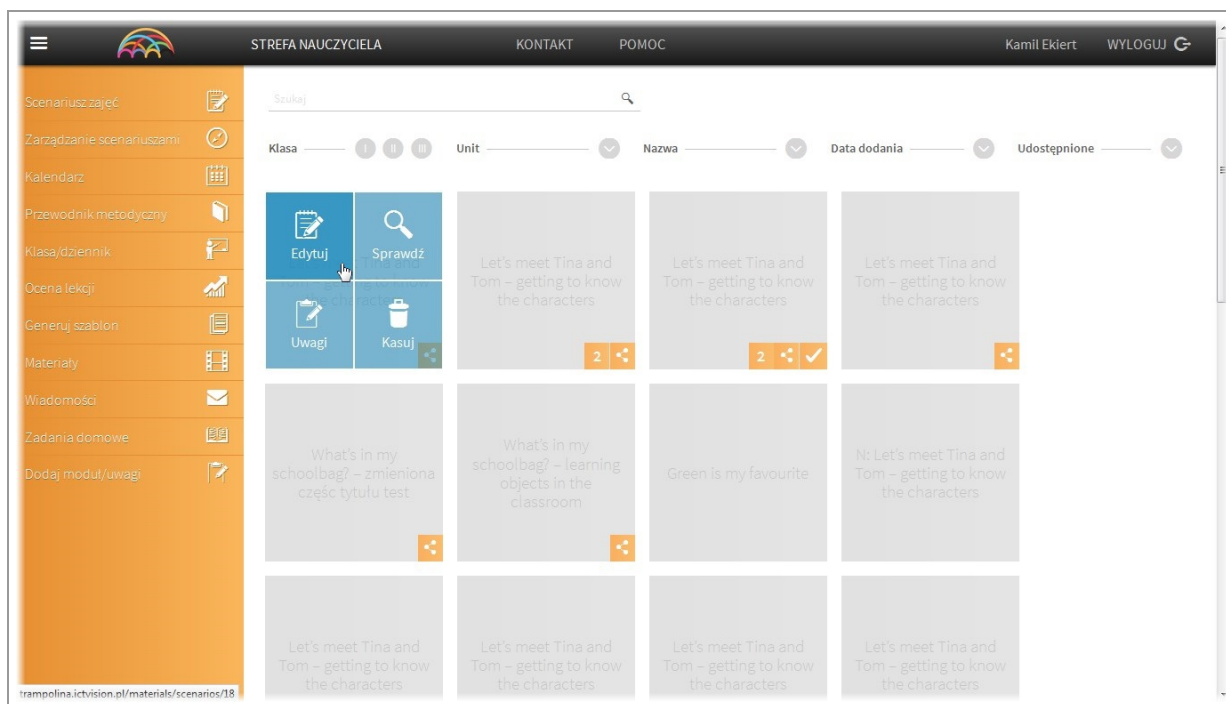 STREFA NAUCZYCIELA KONTAKT POMOC Kamil Ekiert WYLOGUJ
Scenariusz zajęć
Zarządzanie scenariuszami
Kalendarz
Przewodnik metodyczny
Klasa/dziennik
Ocena lekcji
Generuj szablon
Materiały
Wiadomości
Zadania domowe
Dodaj moduł/uwagi
Szukaj
Klasa I II III Unit Nazwa Data dodania Udostępnione
Edytuj Sprawdź
Uwagi Kasuj
Let's meet Tina and
Tom – getting to know
the characters
2
Let's meet Tina and
Tom – getting to know
the characters
2
Let's meet Tina and
Tom – getting to know
the characters
What's in my
schoolbag? – zmieniona
częśc tytułu test
What's in my
schoolbag? – learning
objects in the
classroom
Green is my favourite
N: Let's meet Tina and
Tom – getting to know
the characters
Let's meet Tina and
Tom – getting to know
the characters
Let's meet Tina and
Tom – getting to know
the characters
Let's meet Tina and
Tom – getting to know
the characters
Let's meet Tina and
Tom – getting to know
the characters
trampolina.ictvision.pl/materials/scenarios/18